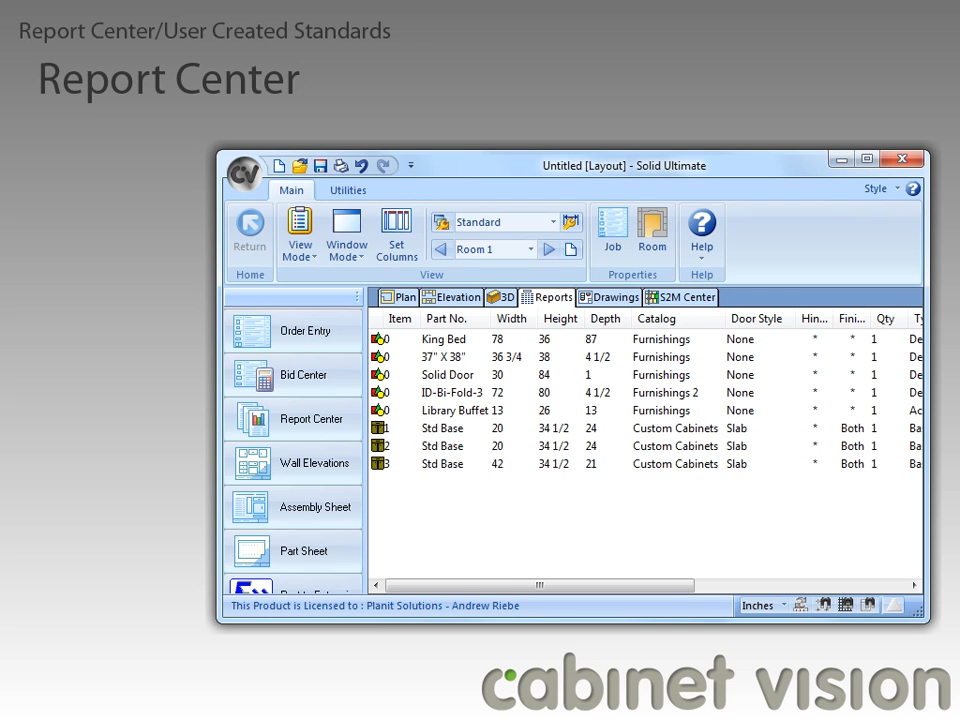 Report Center/User Created Standards
Report Center
CV
Untitled [Layout] - Solid Ultimate
Main Utilities Style
Return View Mode Window Mode Set Columns Standard Room 1 Job Room Help
Home View Properties Help
Plan Elevation 3D Reports Drawings S2M Center
Item Part No. Width Height Depth Catalog Door Style Hin... Fini... Qty Ty
0 King Bed 78 36 87 Furnishings None * * 1 De
0 37" X 38" 36 3/4 38 4 1/2 Furnishings None * * 1 De
0 Solid Door 30 84 1 Furnishings None * * 1 De
0 ID-Bi-Fold-3 72 80 4 1/2 Furnishings 2 None * * 1 De
0 Library Buffet 13 26 13 Furnishings None * * 1 Ac
1 Std Base 20 34 1/2 24 Custom Cabinets Slab * Both 1 Ba
2 Std Base 20 34 1/2 24 Custom Cabinets Slab * Both 1 Ba
3 Std Base 42 34 1/2 21 Custom Cabinets Slab * Both 1 Ba
Order Entry
Bid Center
Report Center
Wall Elevations
Assembly Sheet
Part Sheet
This Product is Licensed to : Planit Solutions - Andrew Riebe Inches
cabinet vision